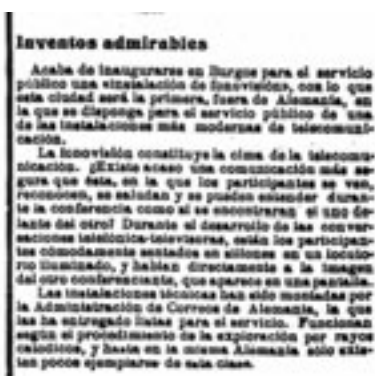 Inventos admirables
Acaba de inaugurarse en Burgos para el servicio
público una «instalación de fonovisión», con lo que
esta ciudad será la primera, fuera de Alemania, en
la que se disponga para el servicio público de una
de las instalaciones más modernas de telecomuni-
cación.
La fonovisión constituye la cima de la telecomu-
nicación. ¿Existe acaso una comunicación más se-
gura que ésta, en la que los participantes se ven,
reconocen, se saludan y se pueden entender duran-
te la conferencia como si se encontraran el uno de-
lante del otro? Durante el desarrollo de las conver-
saciones telefónica-televisoras, están los participan-
tes cómodamente sentados en sillones en un locuto-
rio iluminado, y hablan directamente a la imagen
del otro conferenciante, que aparece en una pantalla.
Las instalaciones técnicas han sido montadas por
la Administración de Correos de Alemania, la que
las ha entregado listas para el servicio. Funcionan
según el procedimiento de la exploración por rayos
catódicos, y hasta en la misma Alemania sólo exis-
ten pocos ejemplares de esta clase.